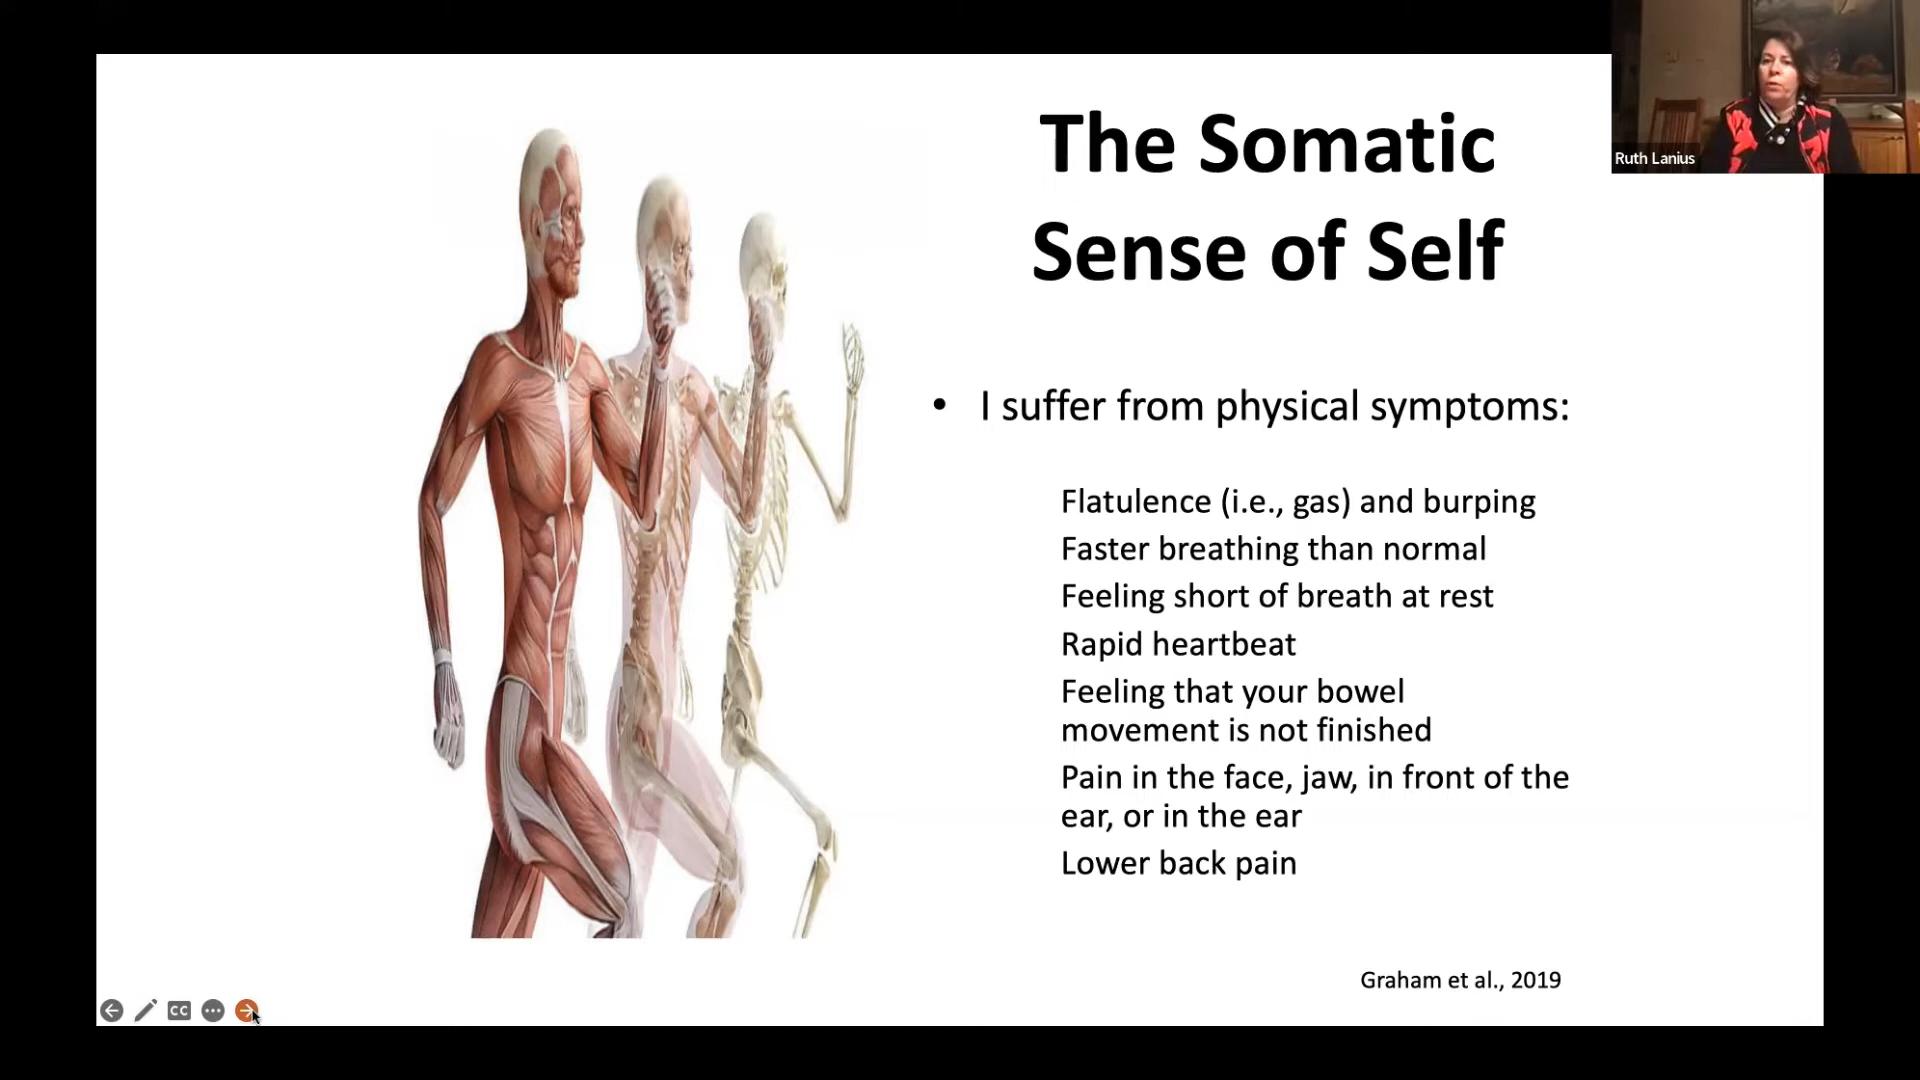 The Somatic
Sense of Self
Ruth Lanius
• I suffer from physical symptoms:
Flatulence (i.e., gas) and burping
Faster breathing than normal
Feeling short of breath at rest
Rapid heartbeat
Feeling that your bowel
movement is not finished
Pain in the face, jaw, in front of the
ear, or in the ear
Lower back pain
Graham et al., 2019
CC